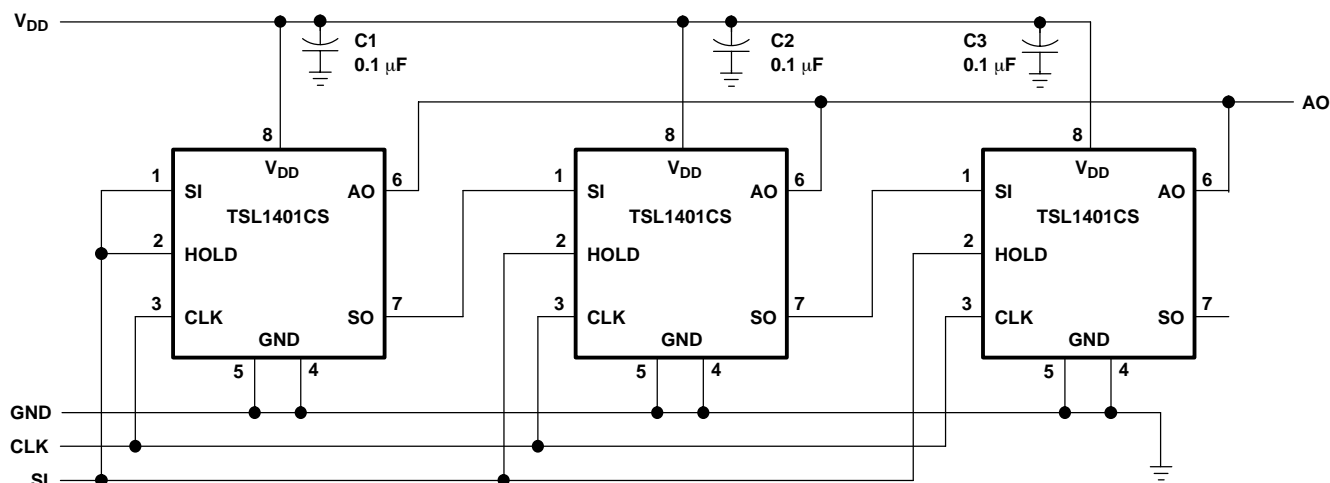 VDD
C1
0.1 μF
C2
0.1 μF
C3
0.1 μF
AO
8
VDD
1
SI
AO
6
TSL1401CS
2
HOLD
3
CLK
SO
7
GND
5
4
8
VDD
1
SI
AO
6
TSL1401CS
2
HOLD
3
CLK
SO
7
GND
5
4
8
VDD
1
SI
AO
6
TSL1401CS
2
HOLD
3
CLK
SO
7
GND
5
4
GND
CLK
SI